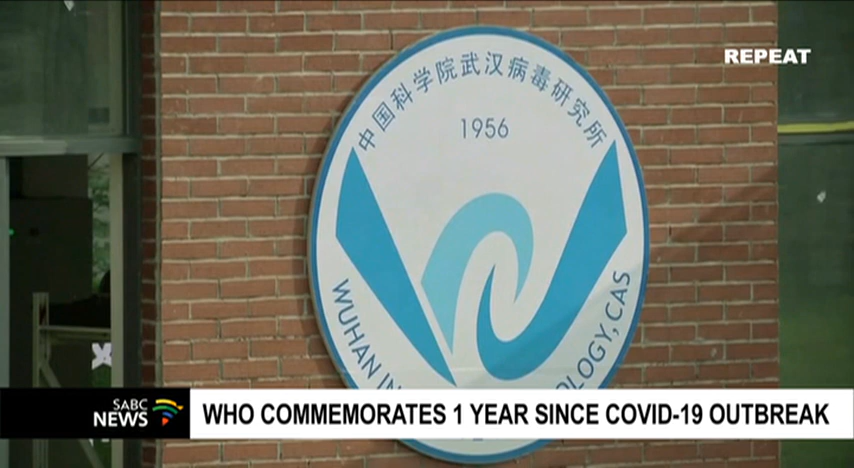 REPEAT
中国科学院武汉病毒研究所
1956
WUHAN IN OLOGY, CAS
SABC
NEWS
WHO COMMEMORATES 1 YEAR SINCE COVID-19 OUTBREAK